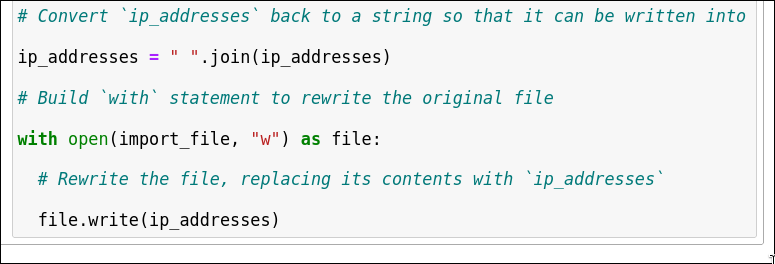 # Convert `ip_addresses` back to a string so that it can be written into
ip_addresses = " ".join(ip_addresses)
# Build `with` statement to rewrite the original file
with open(import_file, "w") as file:
# Rewrite the file, replacing its contents with `ip_addresses`
file.write(ip_addresses)